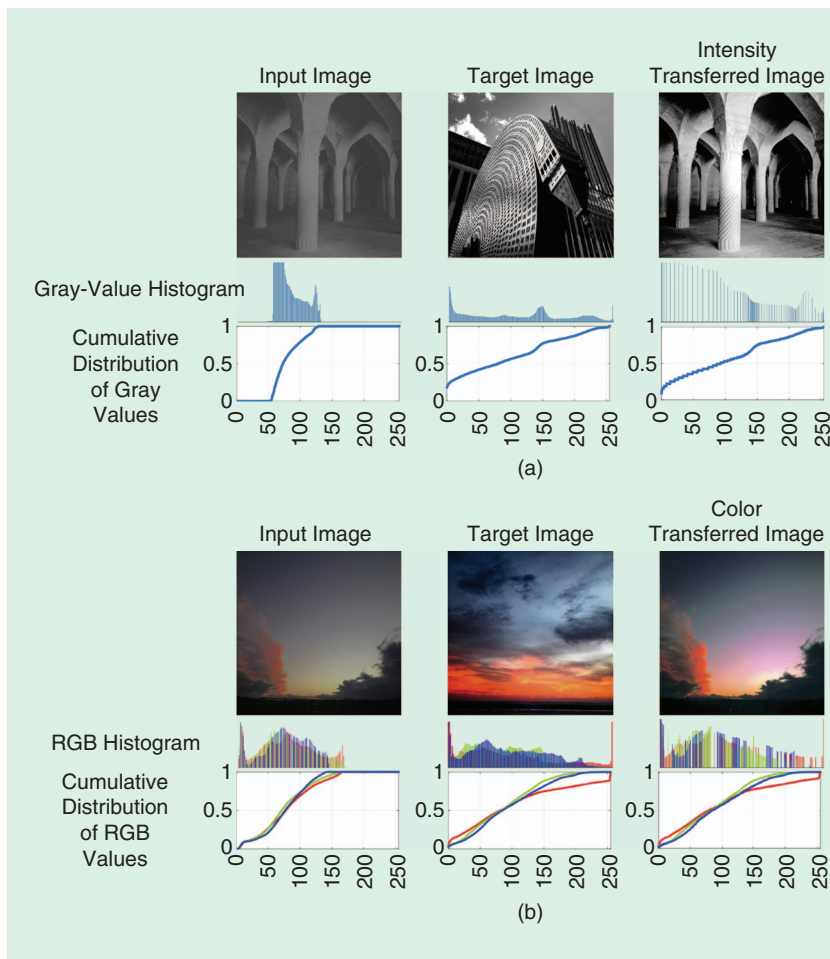 Input Image
Target Image
Intensity
Transferred Image
Gray-Value Histogram
Cumulative
Distribution
of Gray
Values
1
0.5
0
0
50
100
150
200
250
1
0.5
0
0
50
100
150
200
250
1
0.5
0
0
50
100
150
200
250
(a)
Input Image
Target Image
Color
Transferred Image
RGB Histogram
Cumulative
Distribution
of RGB
Values
1
0.5
0
0
50
100
150
200
250
1
0.5
0
0
50
100
150
200
250
1
0.5
0
0
50
100
150
200
250
(b)